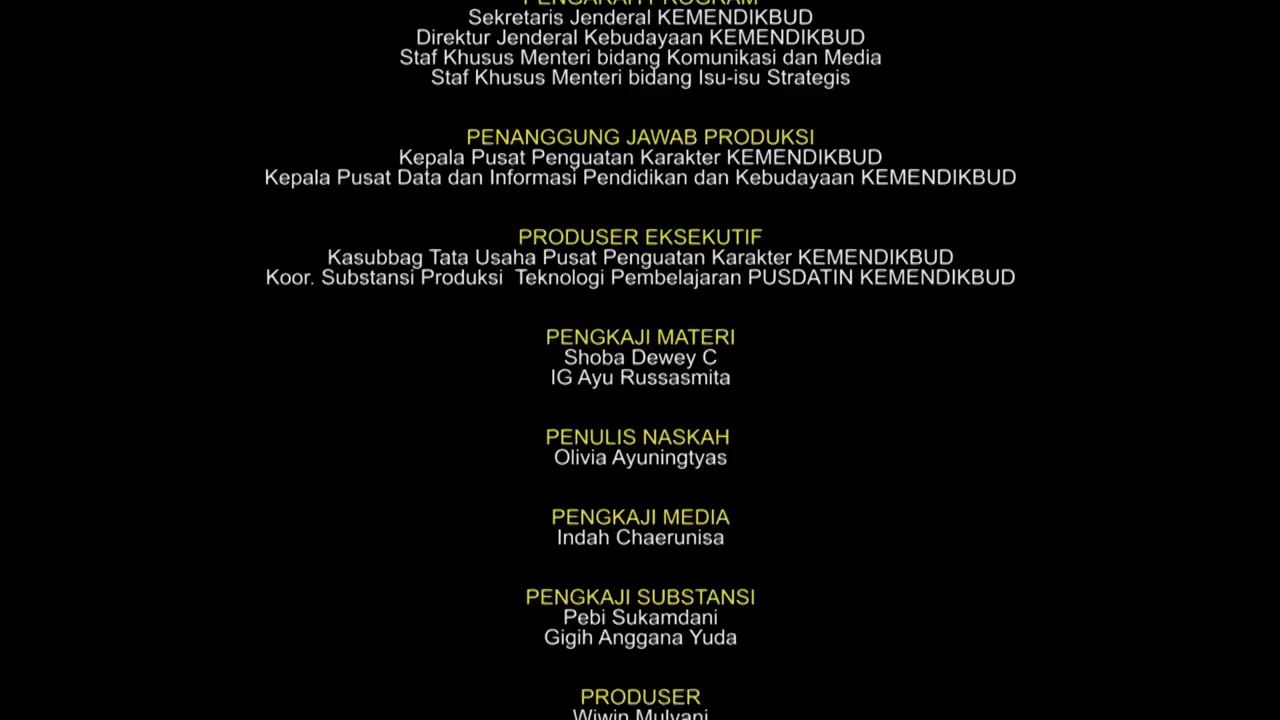 PENGARAH PROGRAM
Sekretaris Jenderal KEMENDIKBUD
Direktur Jenderal Kebudayaan KEMENDIKBUD
Staf Khusus Menteri bidang Komunikasi dan Media
Staf Khusus Menteri bidang Isu-isu Strategis
PENANGGUNG JAWAB PRODUKSI
Kepala Pusat Penguatan Karakter KEMENDIKBUD
Kepala Pusat Data dan Informasi Pendidikan dan Kebudayaan KEMENDIKBUD
PRODUSER EKSEKUTIF
Kasubbag Tata Usaha Pusat Penguatan Karakter KEMENDIKBUD
Koor. Substansi Produksi  Teknologi Pembelajaran PUSDATIN KEMENDIKBUD
PENGKAJI MATERI
Shoba Dewey C
IG Ayu Russasmita
PENULIS NASKAH
Olivia Ayuningtyas
PENGKAJI MEDIA
Indah Chaerunisa
PENGKAJI SUBSTANSI
Pebi Sukamdani
Gigih Anggana Yuda
PRODUSER
Wiwin Mulyani